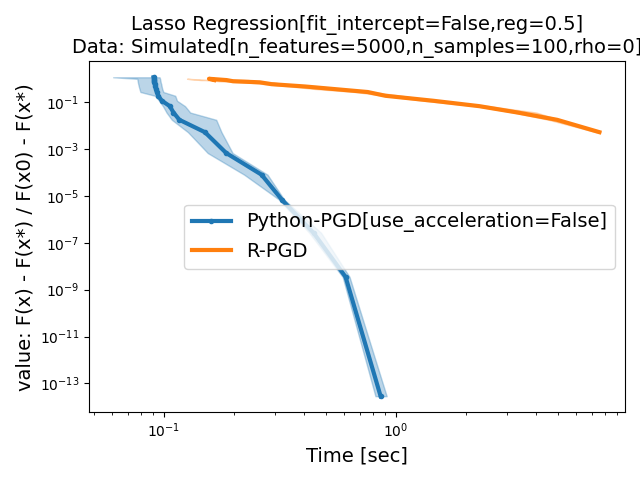 Lasso Regression[fit_intercept=False,reg=0.5]
Data: Simulated[n_features=5000,n_samples=100,rho=0]
value: F(x) - F(x*) / F(x0) - F(x*)
10⁻¹
10⁻³
10⁻⁵
10⁻⁷
10⁻⁹
10⁻¹¹
10⁻¹³
Python-PGD[use_acceleration=False]
R-PGD
10⁻¹ 10⁰
Time [sec]